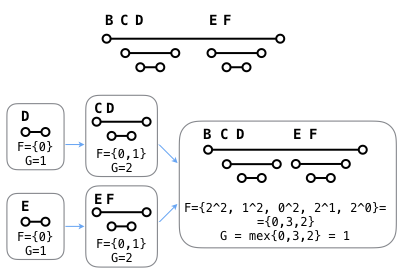 B C D E F
D
F={0}
G=1
C D
F={0,1}
G=2
E
F={0}
G=1
E F
F={0,1}
G=2
B C D E F
F={2^2, 1^2, 0^2, 2^1, 2^0}=
={0,3,2}
G = mex{0,3,2} = 1